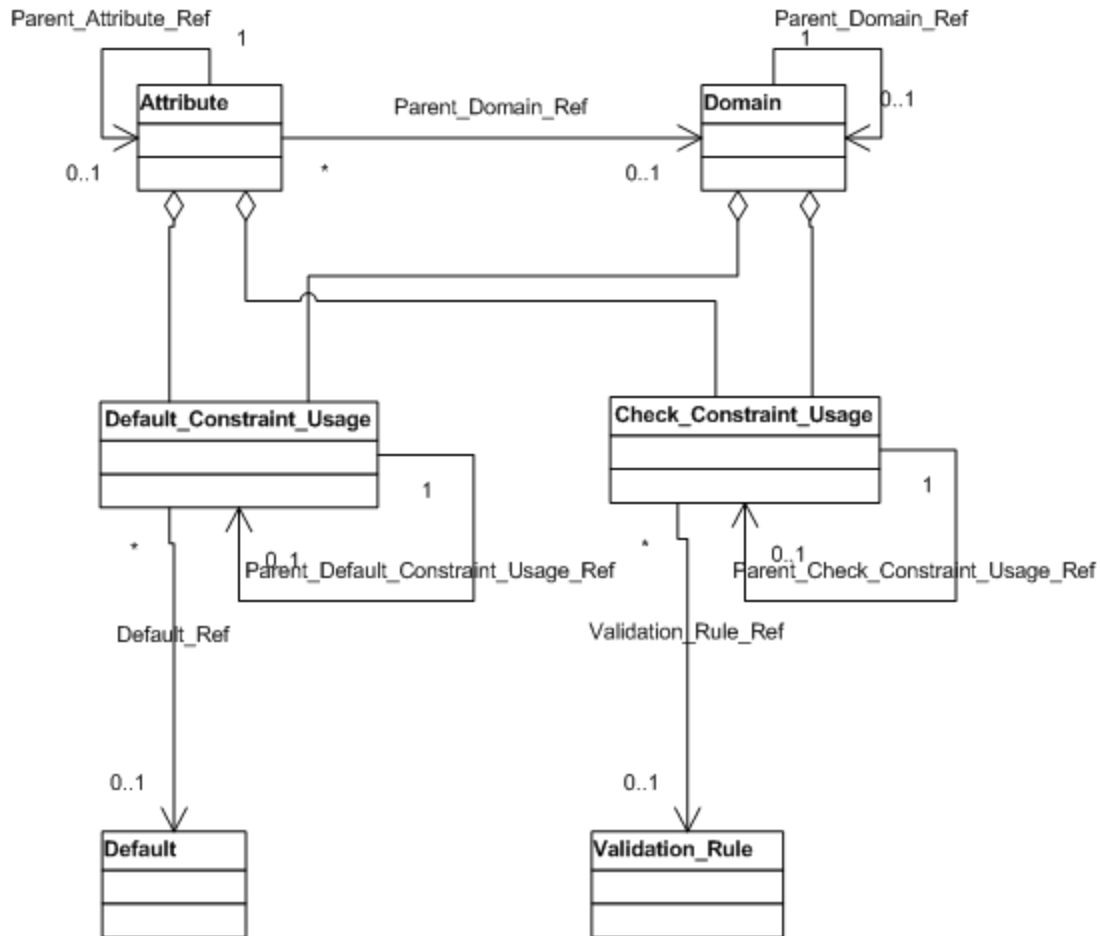 Parent_Attribute_Ref
Parent_Domain_Ref
1
1
Attribute
Parent_Domain_Ref
Domain
0..1
0..1
*
0..1
Default_Constraint_Usage
Check_Constraint_Usage
1
1
*
0..1
*
0..1
Parent_Default_Constraint_Usage_Ref
Parent_Check_Constraint_Usage_Ref
Default_Ref
Validation_Rule_Ref
0..1
0..1
Default
Validation_Rule